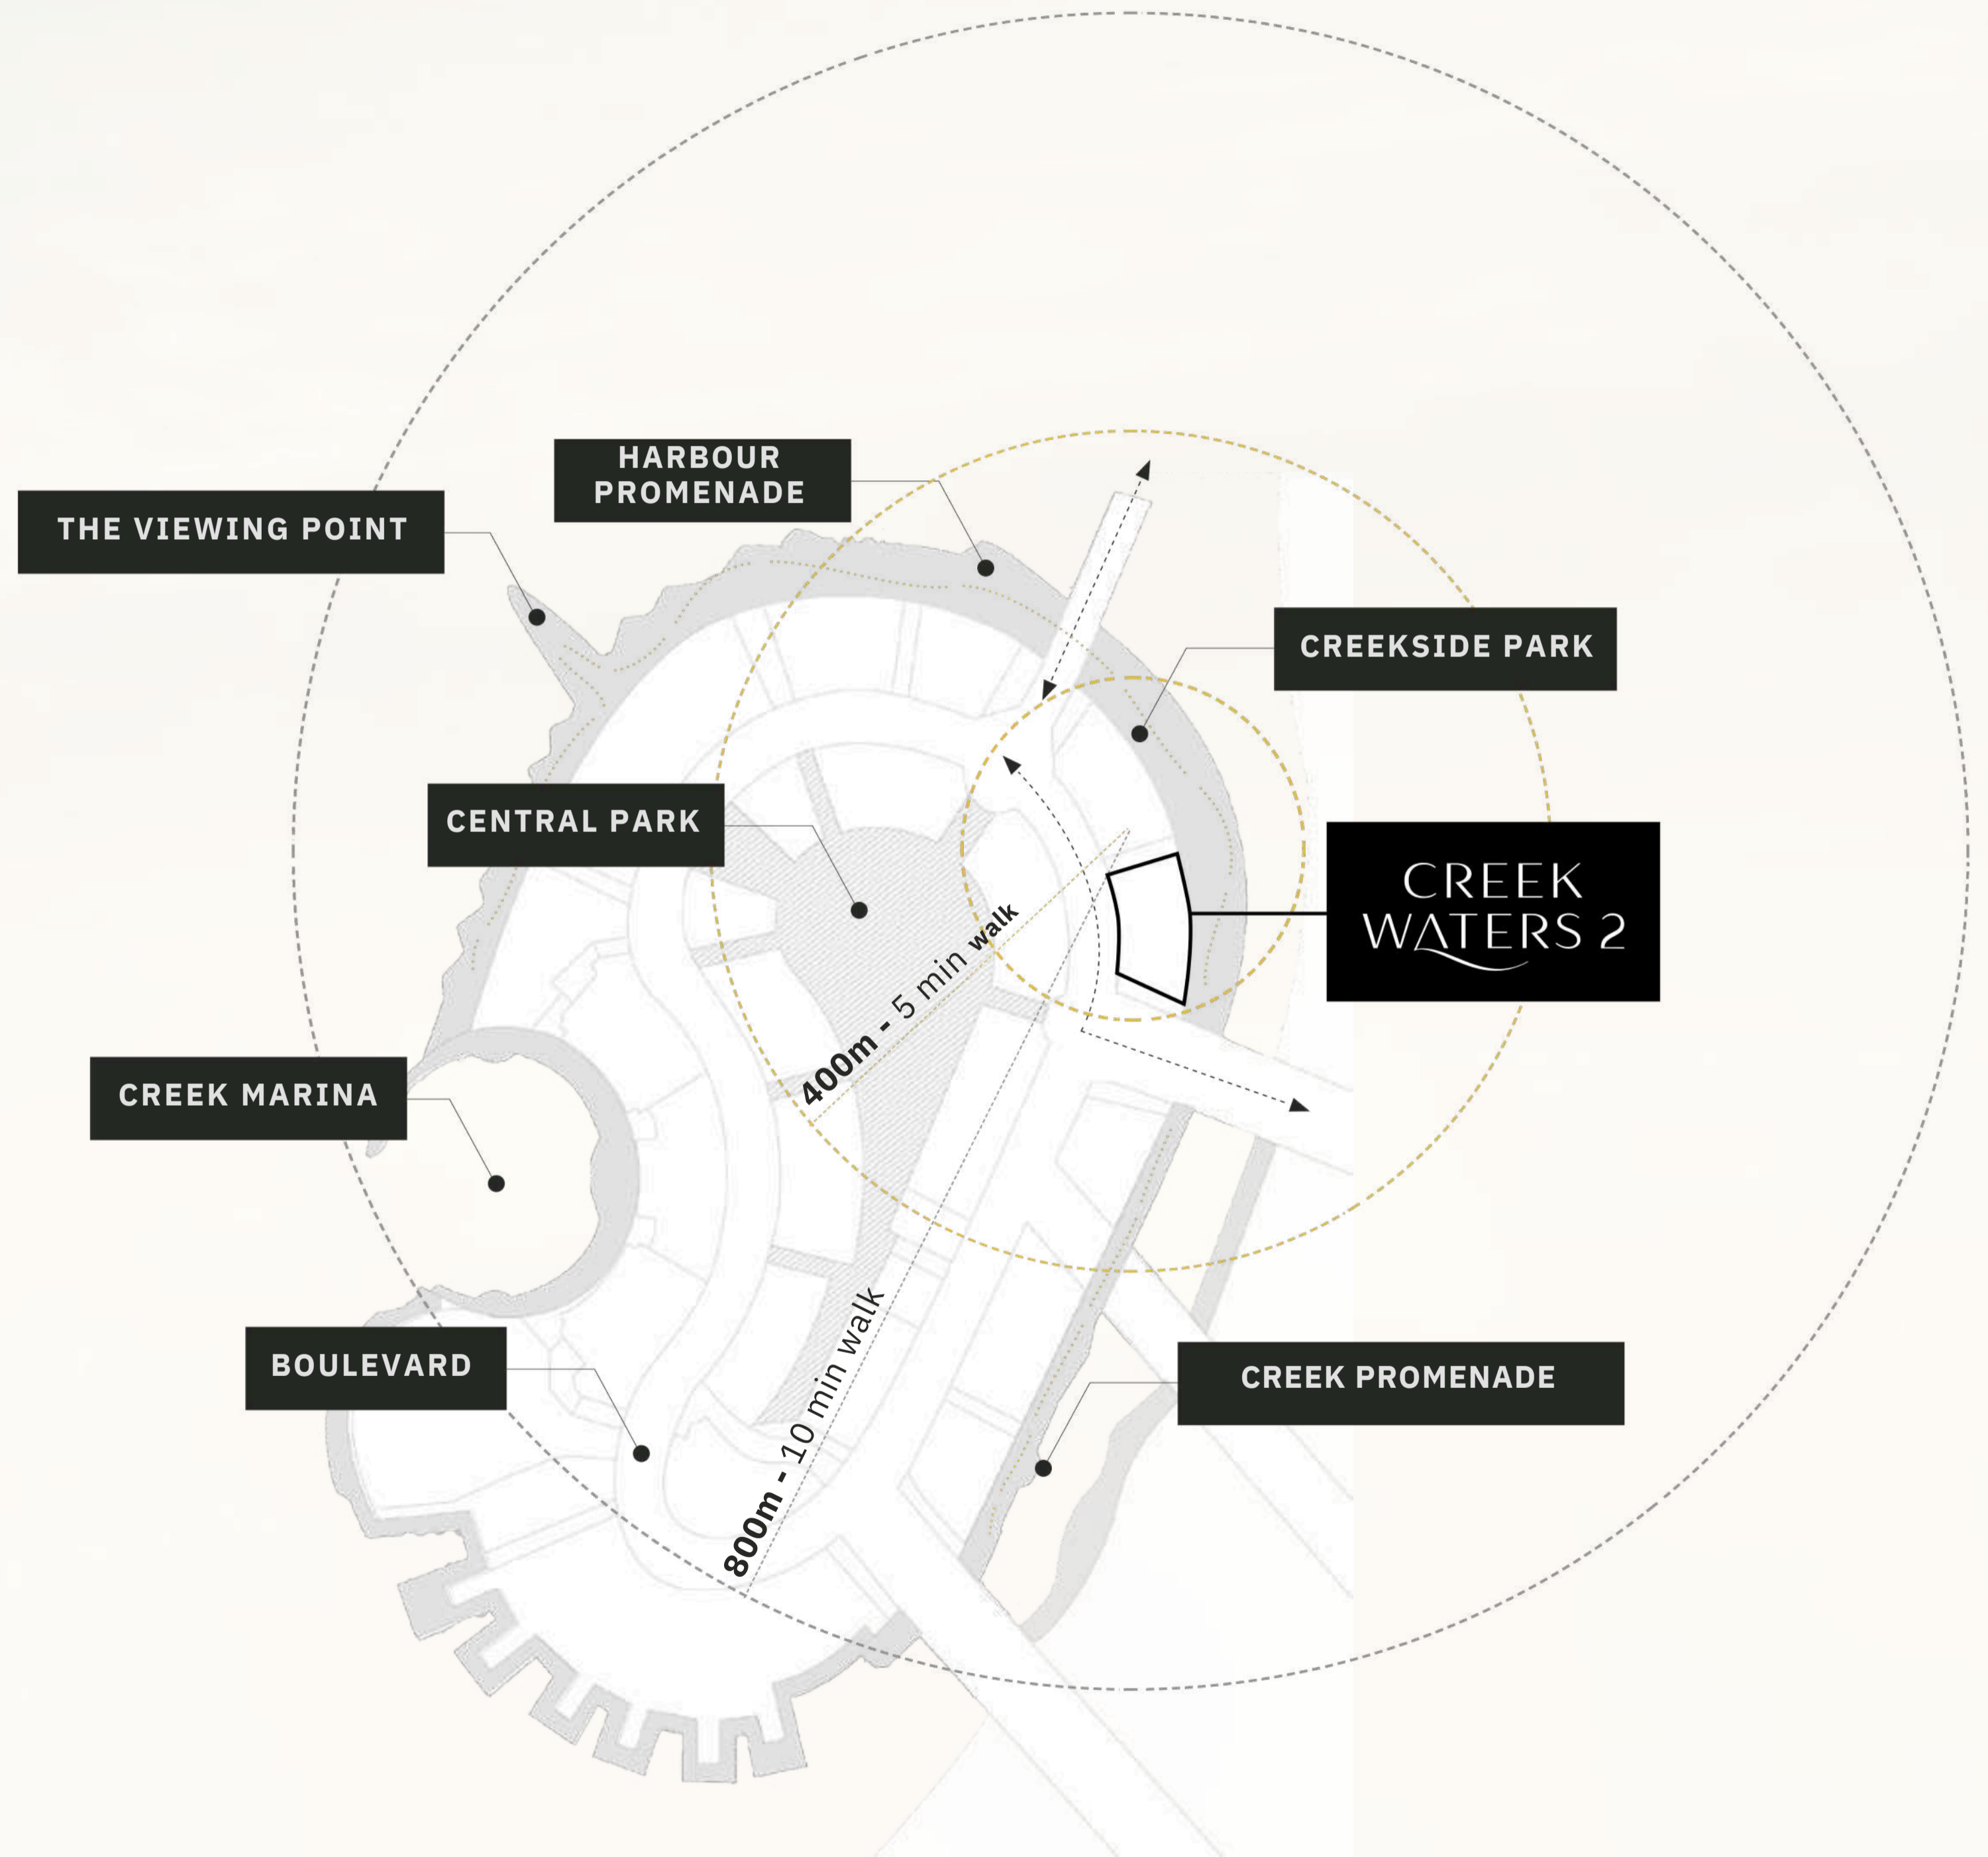 HARBOUR
PROMENADE
THE VIEWING POINT
CREEKSIDE PARK
CENTRAL PARK
CREEK
WATERS 2
400m - 5 min walk
CREEK MARINA
BOULEVARD
800m - 10 min walk
CREEK PROMENADE